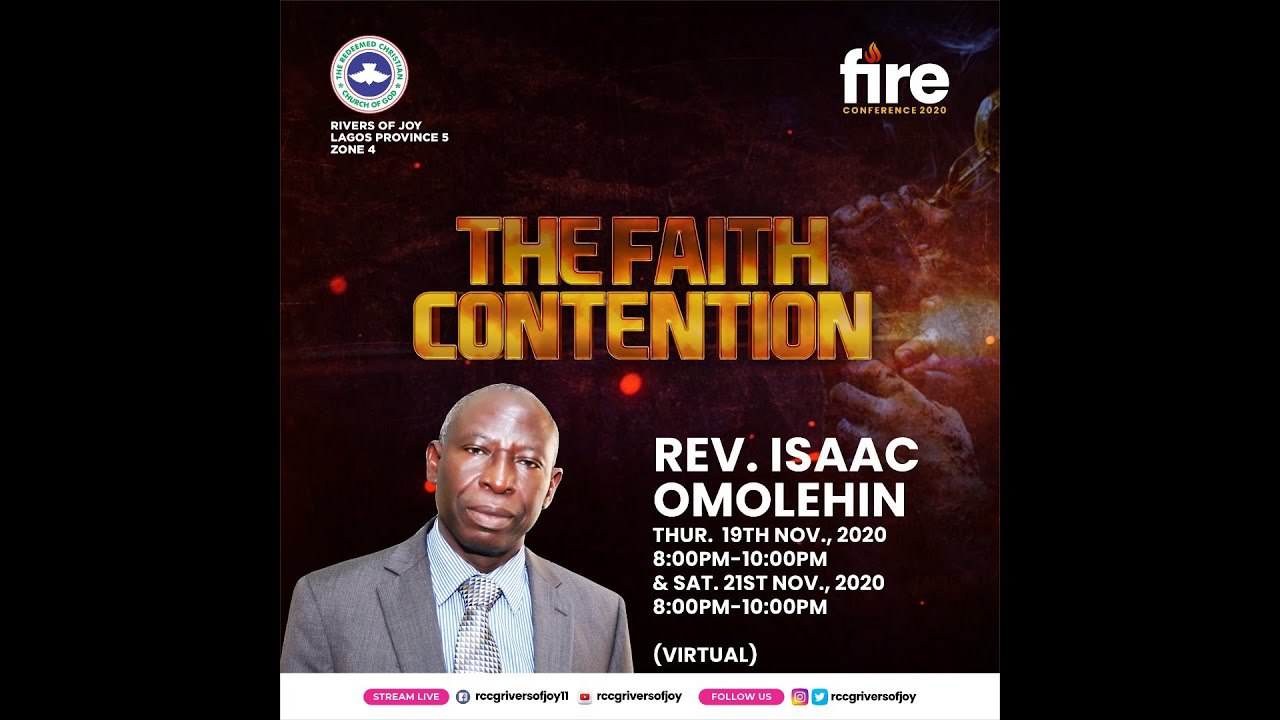 THE REDEEMED CHRISTIAN
CHURCH OF GOD
RIVERS OF JOY
LAGOS PROVINCE 5
ZONE 4
fire
CONFERENCE 2020
THE FAITH
CONTENTION
REV. ISAAC
OMOLEHIN
THUR. 19TH NOV., 2020
8:00PM-10:00PM
& SAT. 21ST NOV., 2020
8:00PM-10:00PM
(VIRTUAL)
STREAM LIVE rccgriversofjoy11 rccgriversofjoy FOLLOW US rccgriversofjoy